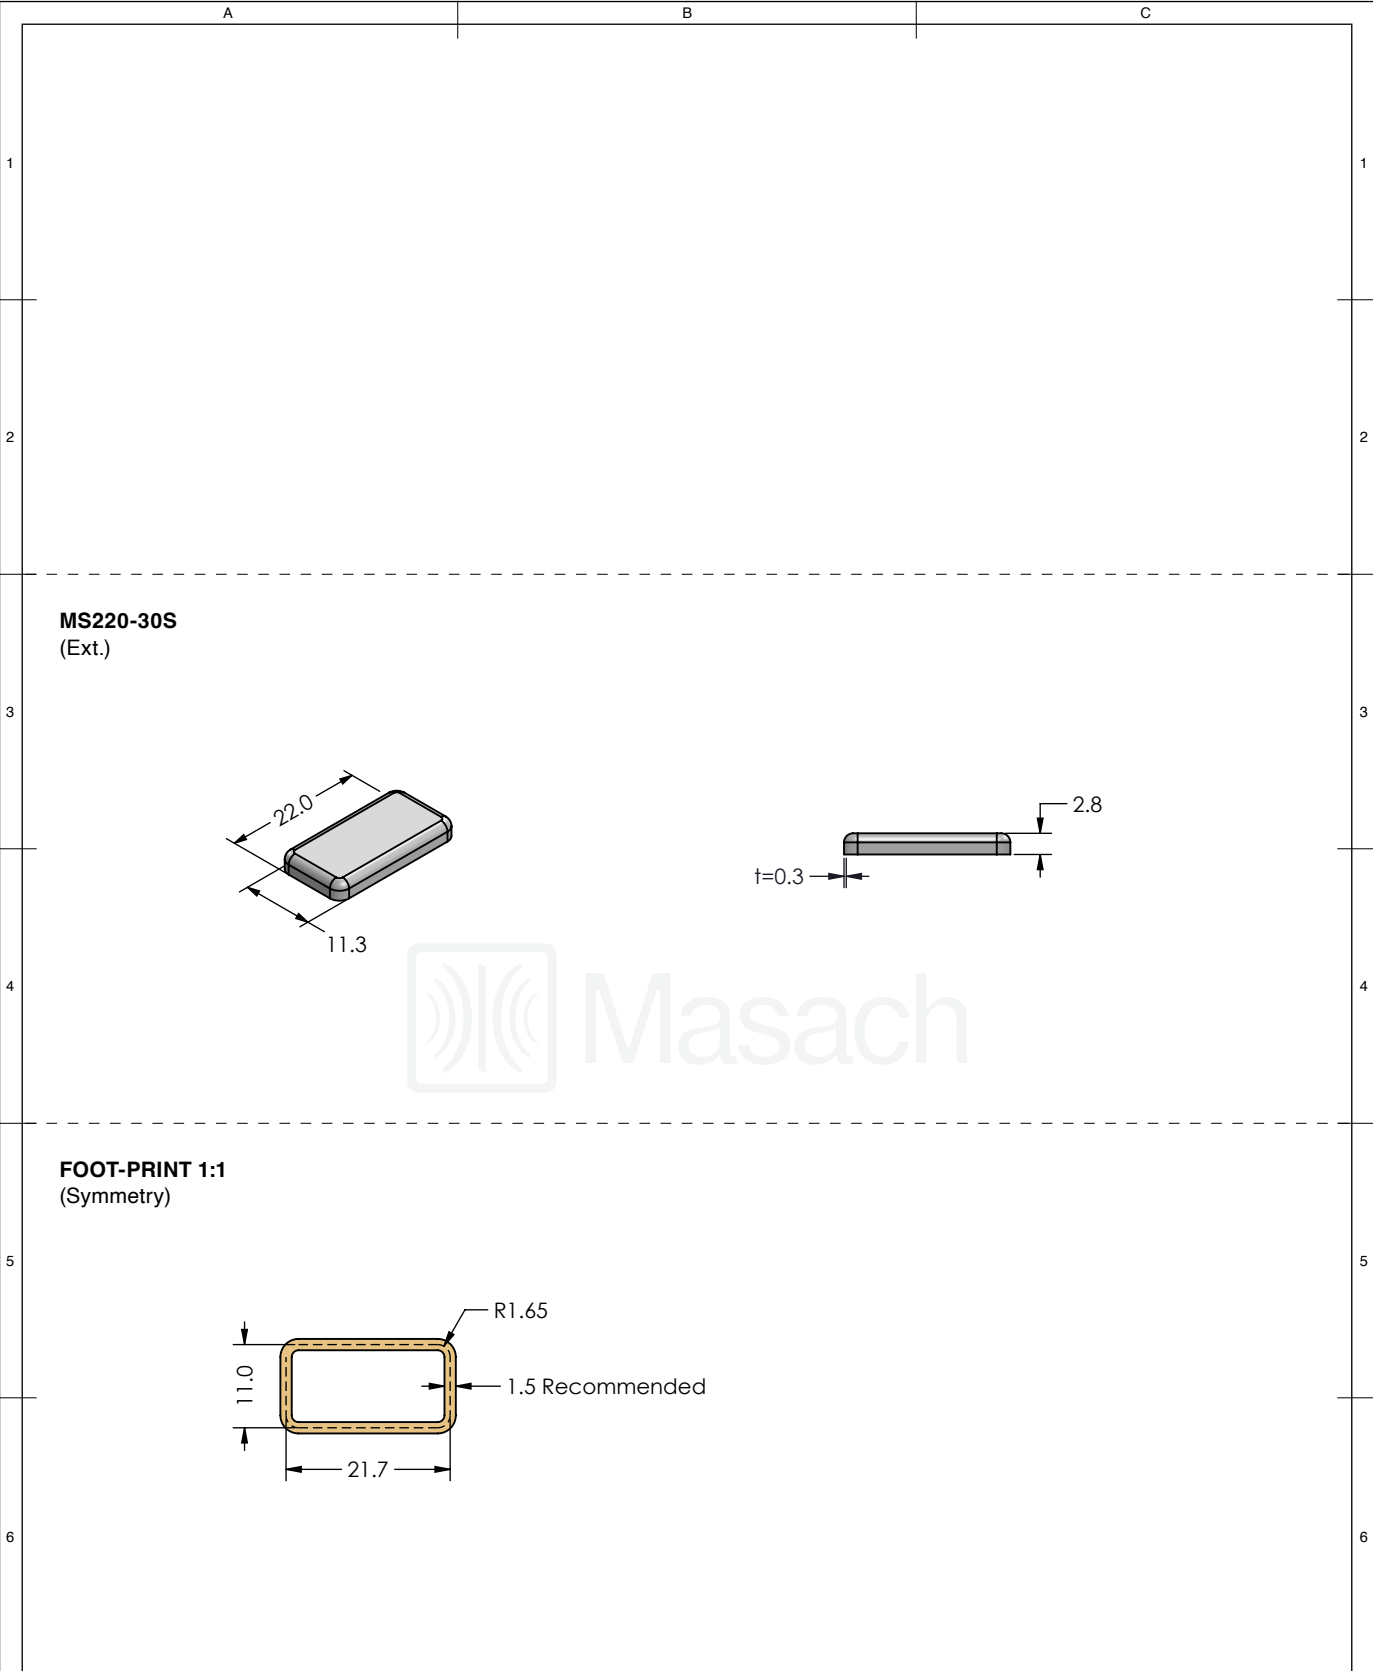 A B C
1 1
2 2
MS220-30S
(Ext.)
3 3
22.0
2.8
t=0.3
11.3
Masach
4 4
FOOT-PRINT 1:1
(Symmetry)
5 5
R1.65
11.0
1.5 Recommended
21.7
6 6